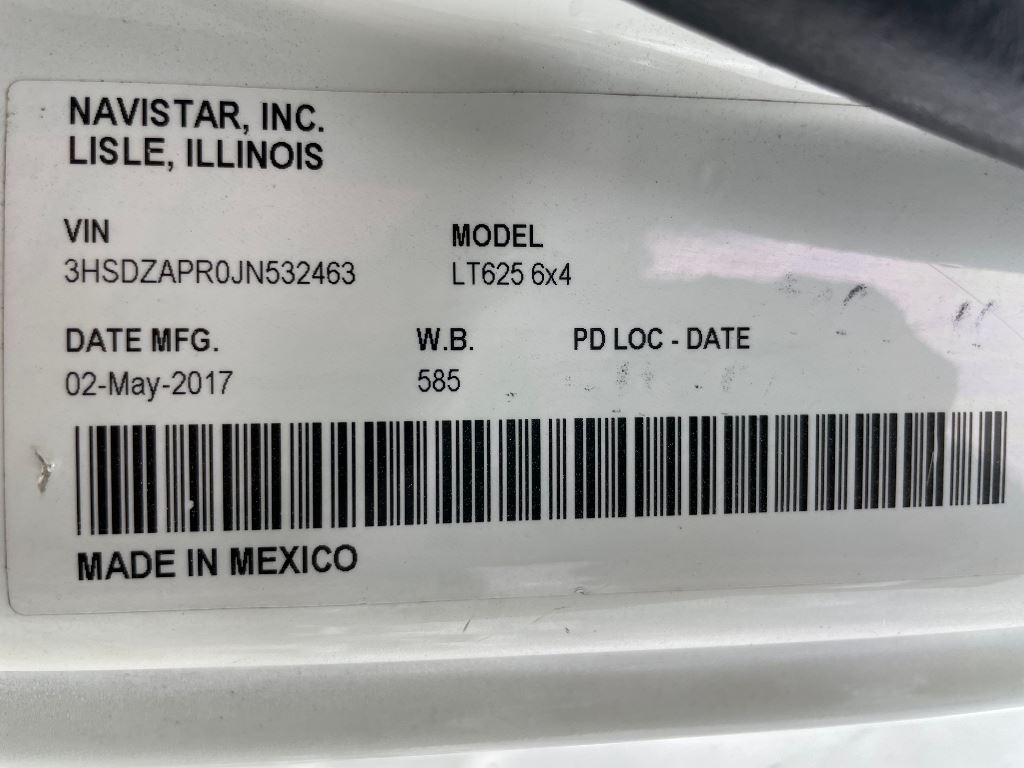 NAVISTAR, INC.
LISLE, ILLINOIS
VIN MODEL
3HSDZAPR0JN532463 LT625 6x4
DATE MFG. W.B. PD LOC - DATE
02-May-2017 585
MADE IN MEXICO